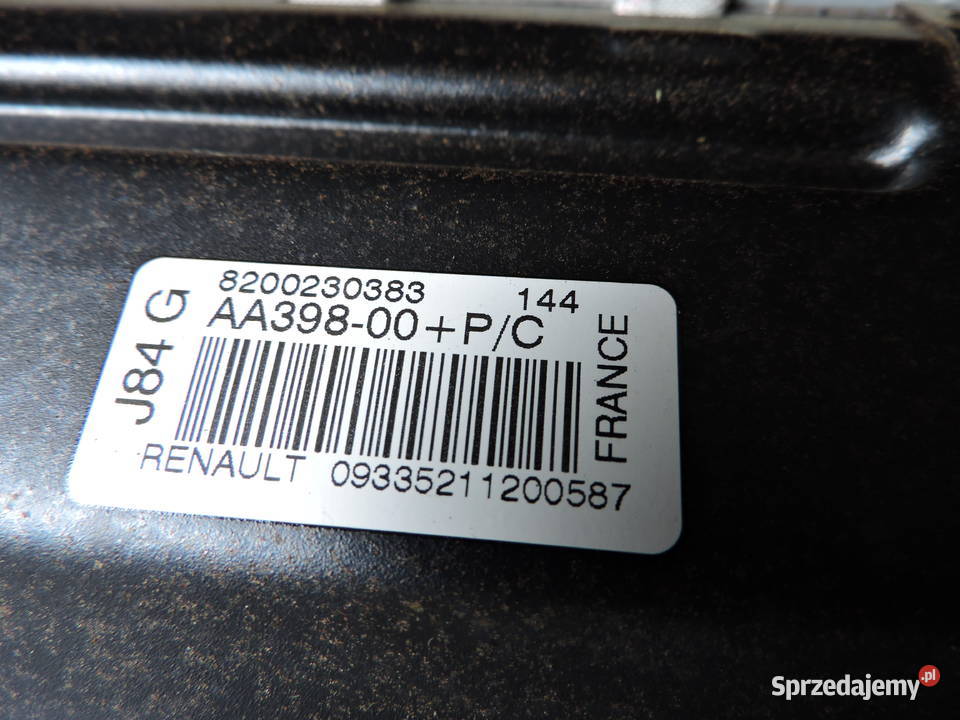 8200230383 144
AA398-00+P/C
J84 G
FRANCE
RENAULT 09335211200587
Sprzedajemy.pl